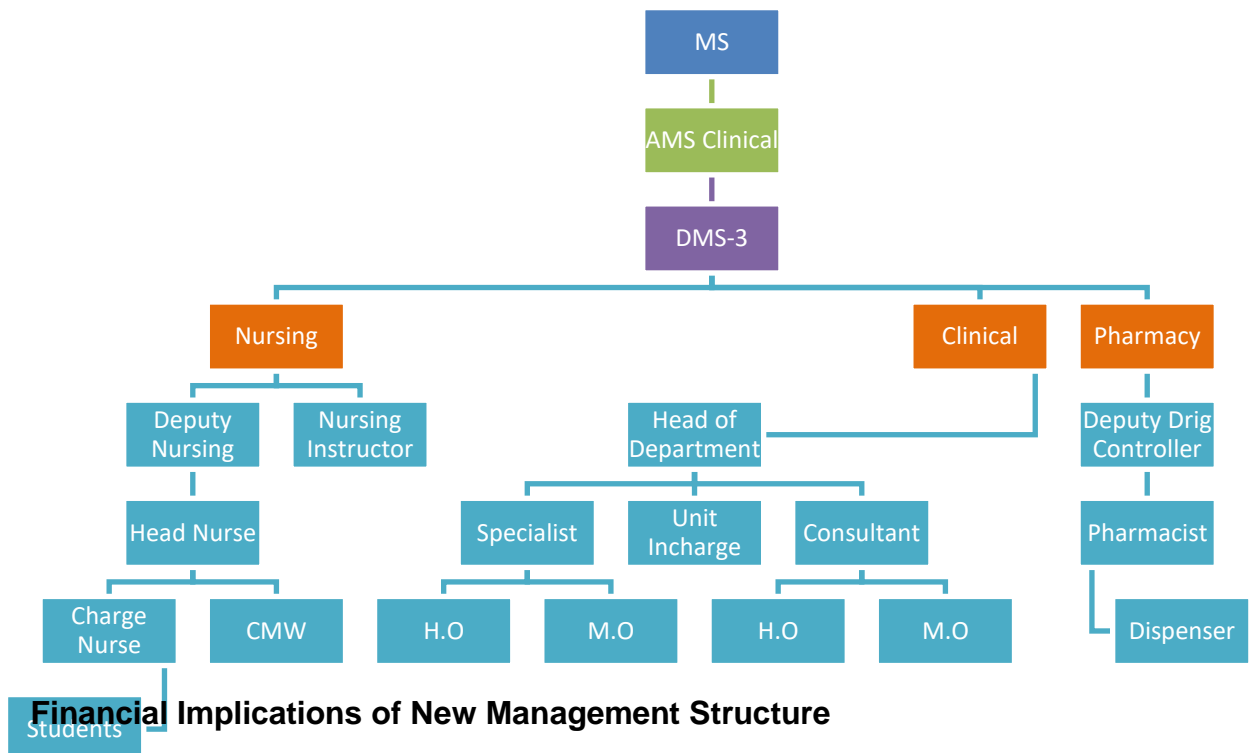 MS
AMS Clinical
DMS-3
Nursing
Clinical
Pharmacy
Deputy
Nursing
Nursing
Instructor
Head of
Department
Deputy Drig
Controller
Head Nurse
Specialist
Unit
Incharge
Consultant
Pharmacist
Charge
Nurse
CMW
H.O
M.O
H.O
M.O
Dispenser
Students
Financial Implications of New Management Structure